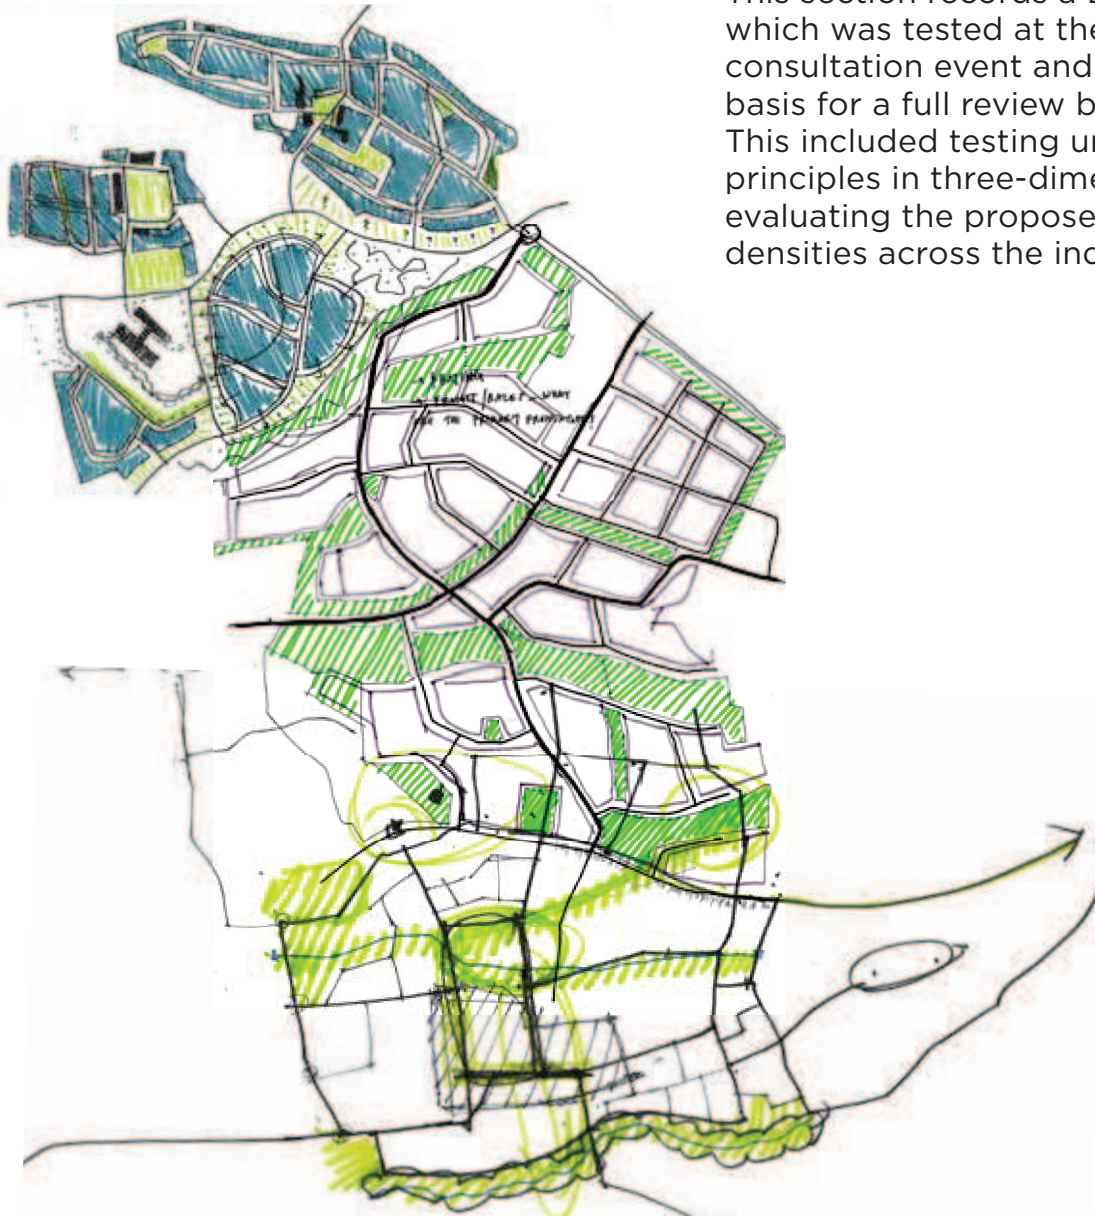 This section records a
which was tested at the
consultation event and
basis for a full review b
This included testing ur
principles in three-dime
evaluating the propose
densities across the inc